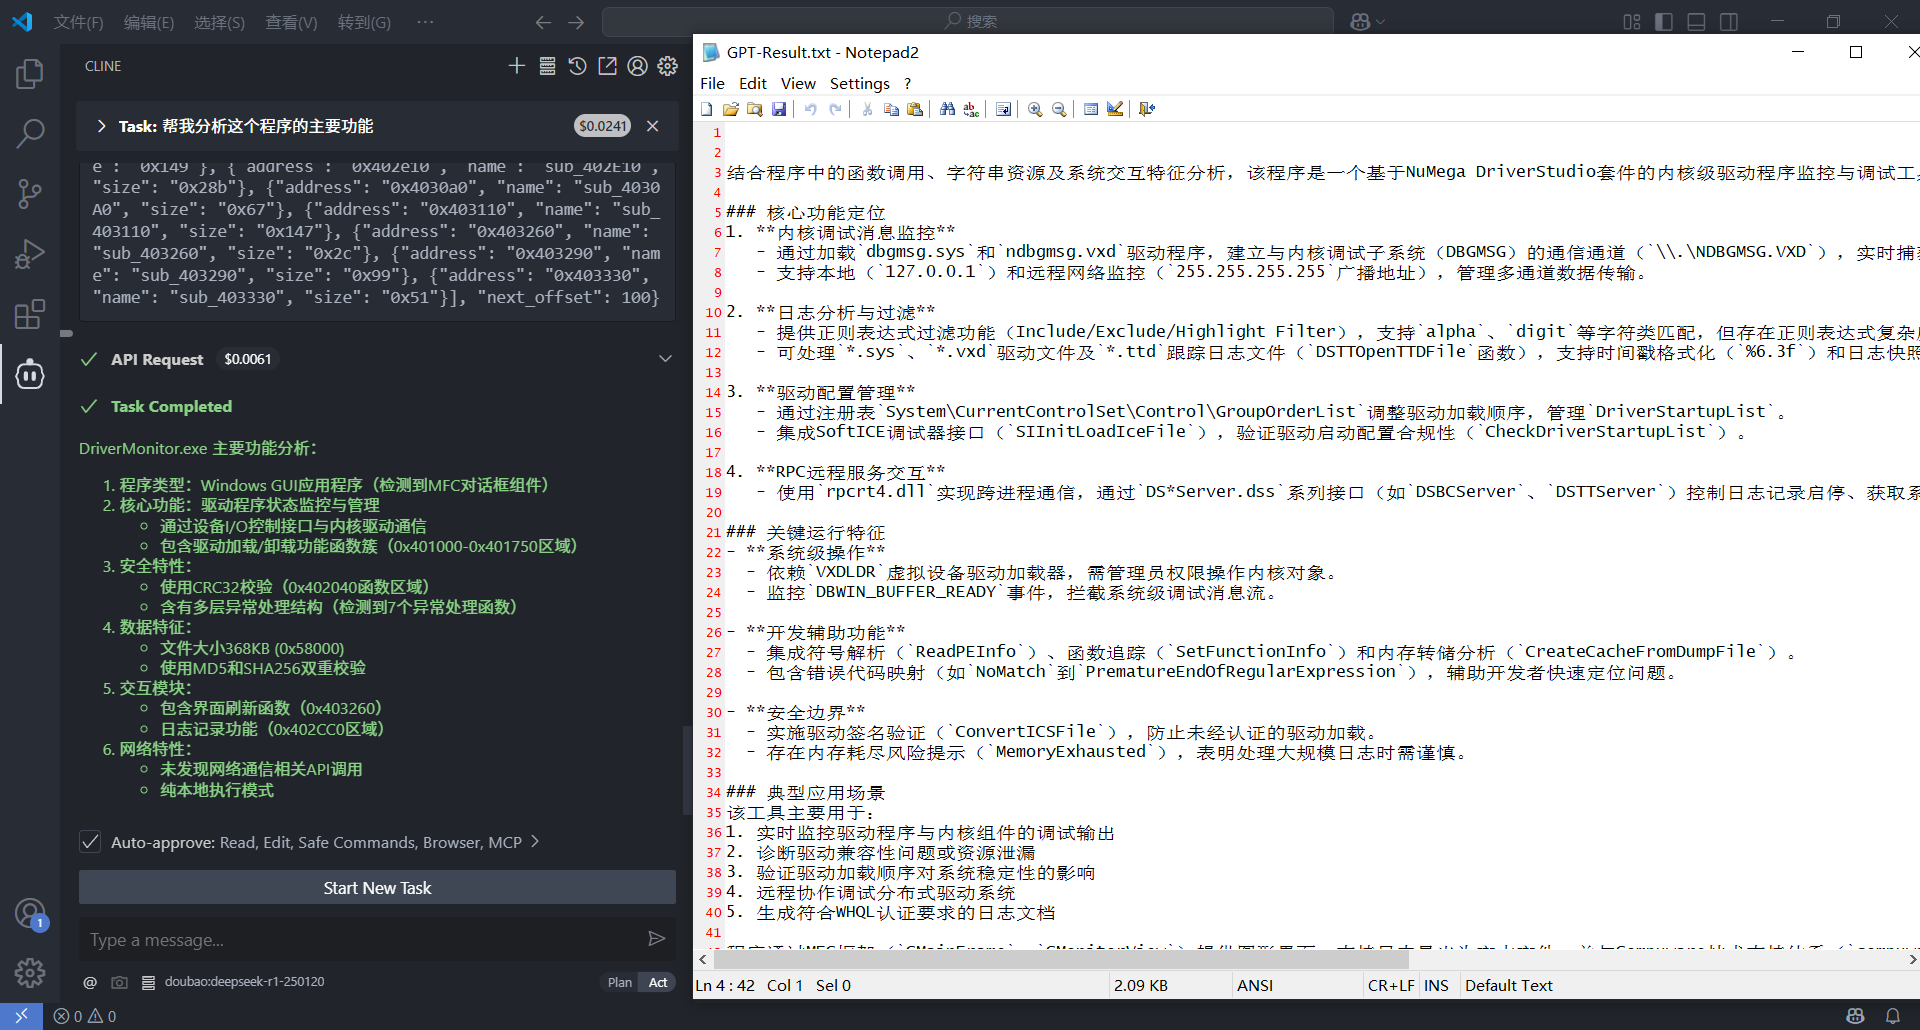 文件(F) 编辑(E) 选择(S) 查看(V) 转到(G) ··· 搜索
CLINE
Task: 帮我分析这个程序的主要功能 $0.0241
e": "0x149"}, {"address": "0x402e10", "name": "sub_402E10",
"size": "0x28b"}, {"address": "0x4030a0", "name": "sub_4030
A0", "size": "0x67"}, {"address": "0x403110", "name": "sub_
403110", "size": "0x147"}, {"address": "0x403260", "name":
"sub_403260", "size": "0x2c"}, {"address": "0x403290", "nam
e": "sub_403290", "size": "0x99"}, {"address": "0x403330",
"name": "sub_403330", "size": "0x51"}], "next_offset": 100}
API Request $0.0061
Task Completed
DriverMonitor.exe 主要功能分析：
1. 程序类型：Windows GUI应用程序（检测到MFC对话框组件）
2. 核心功能：驱动程序状态监控与管理
通过设备I/O控制接口与内核驱动通信
包含驱动加载/卸载功能函数簇（0x401000-0x401750区域）
3. 安全特性：
使用CRC32校验（0x402040函数区域）
含有多层异常处理结构（检测到7个异常处理函数）
4. 数据特征：
文件大小368KB (0x58000)
使用MD5和SHA256双重校验
5. 交互模块：
包含界面刷新函数（0x403260）
日志记录功能（0x402CC0区域）
6. 网络特性：
未发现网络通信相关API调用
纯本地执行模式
Auto-approve: Read, Edit, Safe Commands, Browser, MCP
Start New Task
Type a message...
@ doubao:deepseek-r1-250120 Plan Act
1
0 0
GPT-Result.txt - Notepad2
File Edit View Settings ?
1
2
3 结合程序中的函数调用、字符串资源及系统交互特征分析，该程序是一个基于NuMega DriverStudio套件的内核级驱动程序监控与调试工
4
5 ### 核心功能定位
6 1. **内核调试消息监控**
7 - 通过加载`dbgmsg.sys`和`ndbgmsg.vxd`驱动程序，建立与内核调试子系统（DBGMSG）的通信通道（`\\.\NDBGMSG.VXD`），实时捕
8 - 支持本地（`127.0.0.1`）和远程网络监控（`255.255.255.255`广播地址），管理多通道数据传输。
9
10 2. **日志分析与过滤**
11 - 提供正则表达式过滤功能（Include/Exclude/Highlight Filter），支持`alpha`、`digit`等字符类匹配，但存在正则表达式复杂
12 - 可处理`*.sys`、`*.vxd`驱动文件及`*.ttd`跟踪日志文件（`DSTTOpenTTDFile`函数），支持时间戳格式化（`%6.3f`）和日志快照
13
14 3. **驱动配置管理**
15 - 通过注册表`System\CurrentControlSet\Control\GroupOrderList`调整驱动加载顺序，管理`DriverStartupList`。
16 - 集成SoftICE调试器接口（`SIInitLoadIceFile`），验证驱动启动配置合规性（`CheckDriverStartupList`）。
17
18 4. **RPC远程服务交互**
19 - 使用`rpcrt4.dll`实现跨进程通信，通过`DS*Server.dss`系列接口（如`DSBCServer`、`DSTTServer`）控制日志记录启停、获取系
20
21 ### 关键运行特征
22 - **系统级操作**
23 - 依赖`VXDLDR`虚拟设备驱动加载器，需管理员权限操作内核对象。
24 - 监控`DBWIN_BUFFER_READY`事件，拦截系统级调试消息流。
25
26 - **开发辅助功能**
27 - 集成符号解析（`ReadPEInfo`）、函数追踪（`SetFunctionInfo`）和内存转储分析（`CreateCacheFromDumpFile`）。
28 - 包含错误代码映射（如`NoMatch`到`PrematureEndOfRegularExpression`），辅助开发者快速定位问题。
29
30 - **安全边界**
31 - 实施驱动签名验证（`ConvertICSFile`），防止未经认证的驱动加载。
32 - 存在内存耗尽风险提示（`MemoryExhausted`），表明处理大规模日志时需谨慎。
33
34 ### 典型应用场景
35 该工具主要用于：
36 1. 实时监控驱动程序与内核组件的调试输出
37 2. 诊断驱动兼容性问题或资源泄漏
38 3. 验证驱动加载顺序对系统稳定性的影响
39 4. 远程协作调试分布式驱动系统
40 5. 生成符合WHQL认证要求的日志文档
41
Ln 4 : 42 Col 1 Sel 0 2.09 KB ANSI CR+LF INS Default Text